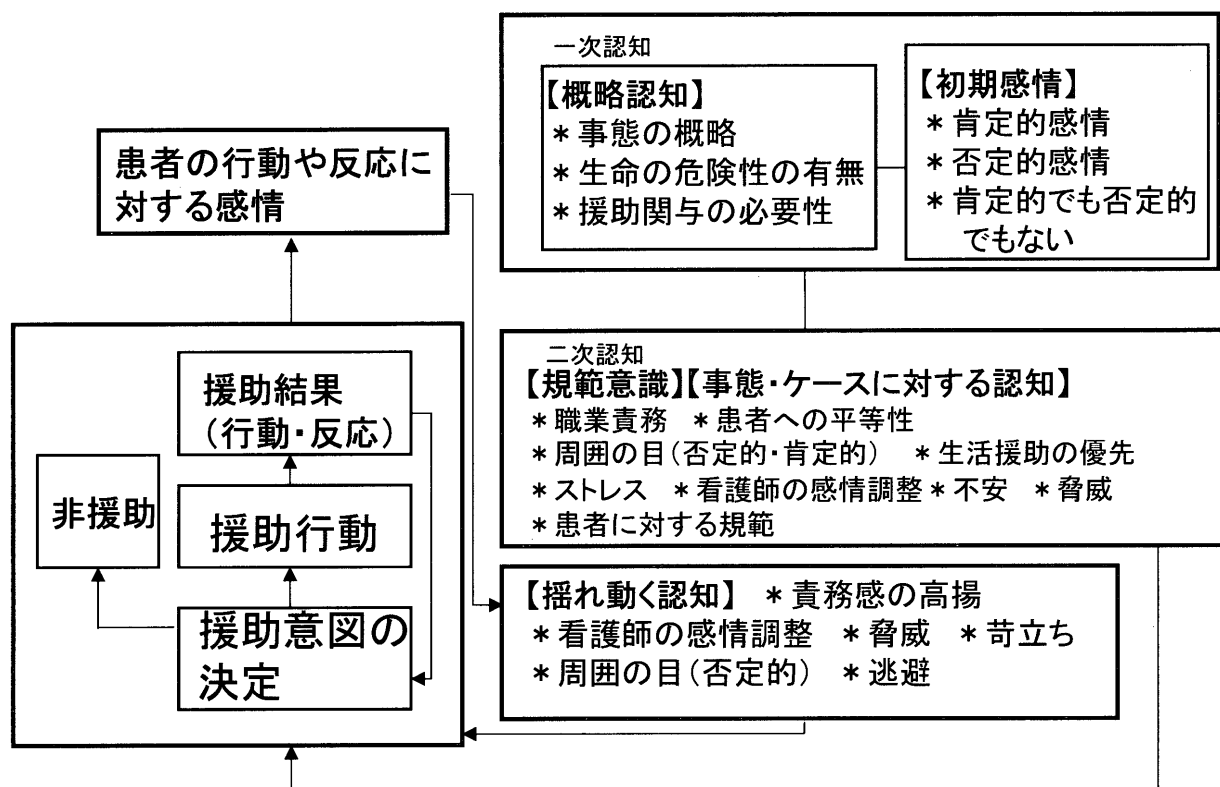 一次認知
【概略認知】
＊事態の概略
＊生命の危険性の有無
＊援助関与の必要性
【初期感情】
＊肯定的感情
＊否定的感情
＊肯定的でも否定的
でもない
患者の行動や反応に
対する感情
二次認知
【規範意識】【事態・ケースに対する認知】
＊職業責務　＊患者への平等性
＊周囲の目（否定的・肯定的）　＊生活援助の優先
＊ストレス　＊看護師の感情調整＊不安　＊脅威
＊患者に対する規範
援助結果
（行動・反応）
非援助
援助行動
援助意図の
決定
【揺れ動く認知】　＊責務感の高揚
＊看護師の感情調整　＊脅威　＊苛立ち
＊周囲の目（否定的）　＊逃避